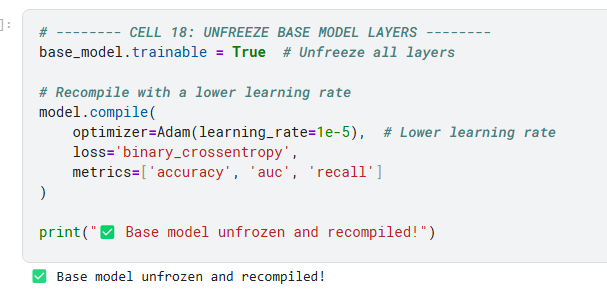 ]:
# -------- CELL 18: UNFREEZE BASE MODEL LAYERS --------
base_model.trainable = True  # Unfreeze all layers
# Recompile with a lower learning rate
model.compile(
    optimizer=Adam(learning_rate=1e-5),  # Lower learning rate
    loss='binary_crossentropy',
    metrics=['accuracy', 'auc', 'recall']
)
print("✅ Base model unfrozen and recompiled!")
✅ Base model unfrozen and recompiled!